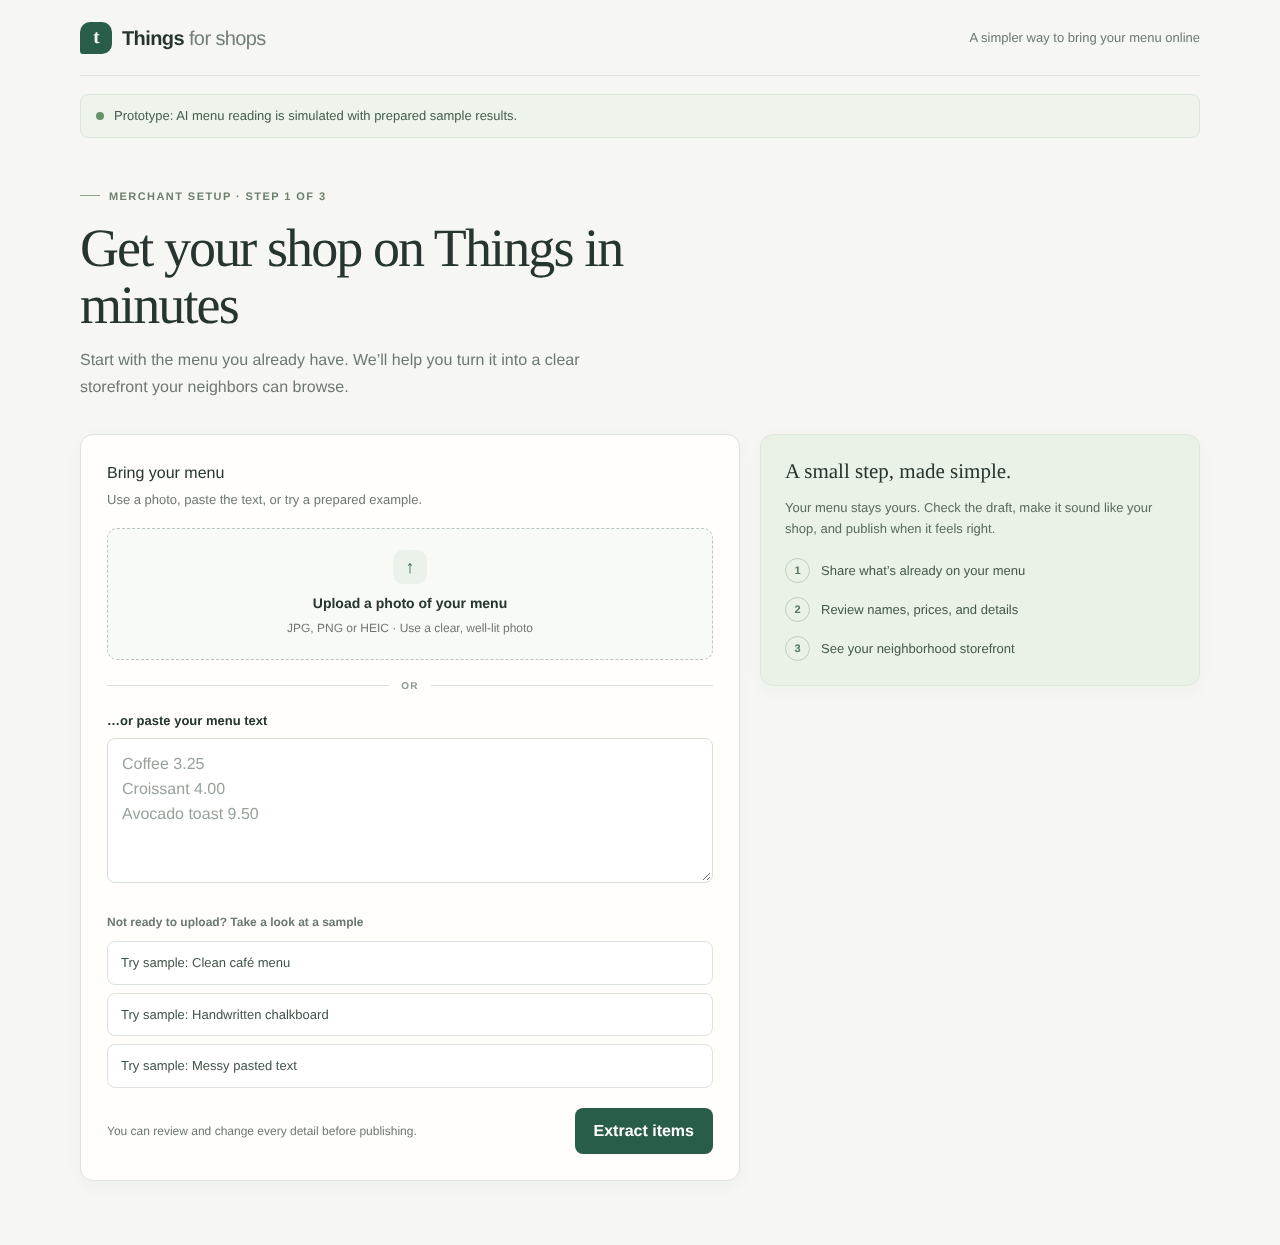 t
Things for shops
A simpler way to bring your menu online
Prototype: AI menu reading is simulated with prepared sample results.
MERCHANT SETUP · STEP 1 OF 3
Get your shop on Things in
minutes
Start with the menu you already have. We’ll help you turn it into a clear
storefront your neighbors can browse.
Bring your menu
Use a photo, paste the text, or try a prepared example.
↑
Upload a photo of your menu
JPG, PNG or HEIC · Use a clear, well-lit photo
OR
…or paste your menu text
Coffee 3.25
Croissant 4.00
Avocado toast 9.50
Not ready to upload? Take a look at a sample
Try sample: Clean café menu
Try sample: Handwritten chalkboard
Try sample: Messy pasted text
You can review and change every detail before publishing.
Extract items
A small step, made simple.
Your menu stays yours. Check the draft, make it sound like your
shop, and publish when it feels right.
1 Share what’s already on your menu
2 Review names, prices, and details
3 See your neighborhood storefront